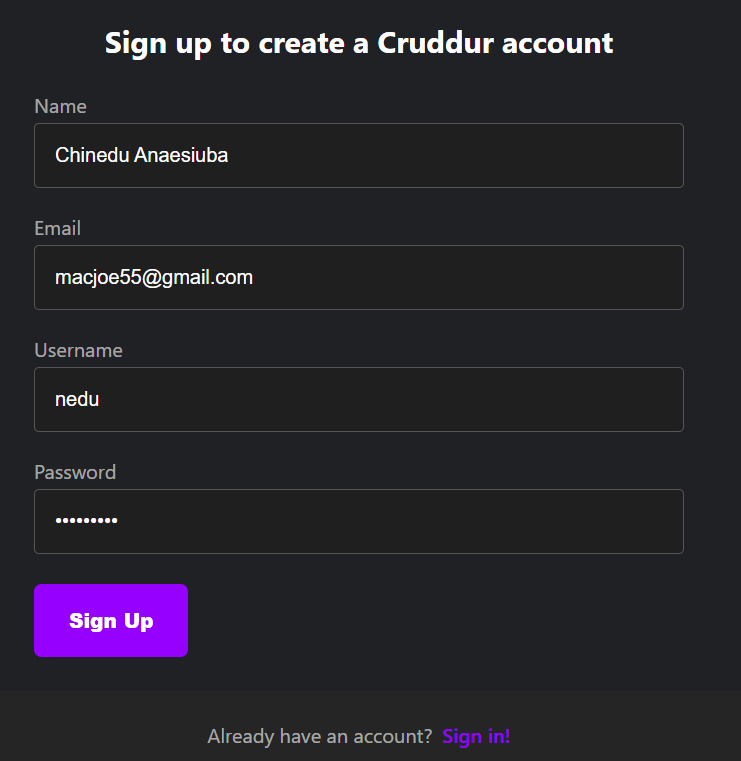 Sign up to create a Cruddur account
Name
Chinedu Anaesiuba
Email
macjoe55@gmail.com
Username
nedu
Password
•••••••••
Sign Up
Already have an account? Sign in!